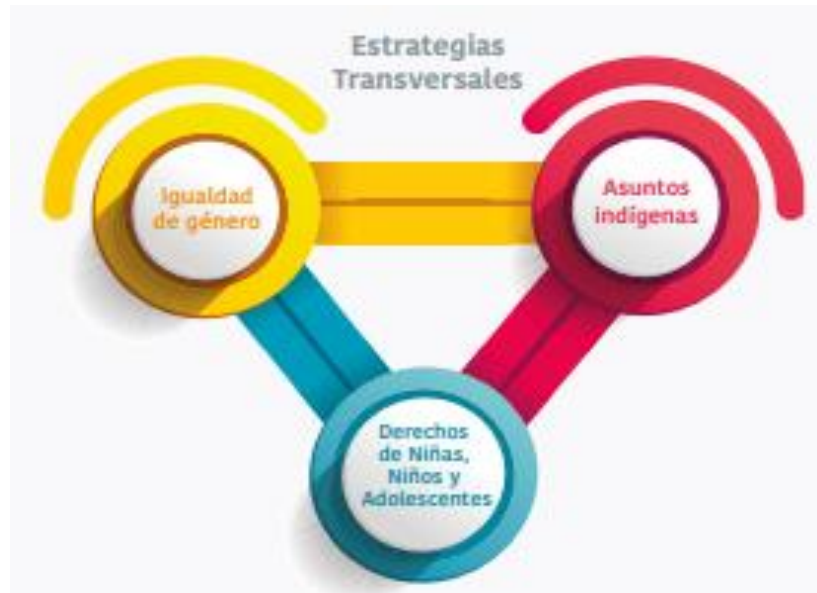 Estrategias
Transversales
Igualdad
de género
Asuntos
indígenas
Derechos
de Niñas,
Niños y
Adolescentes